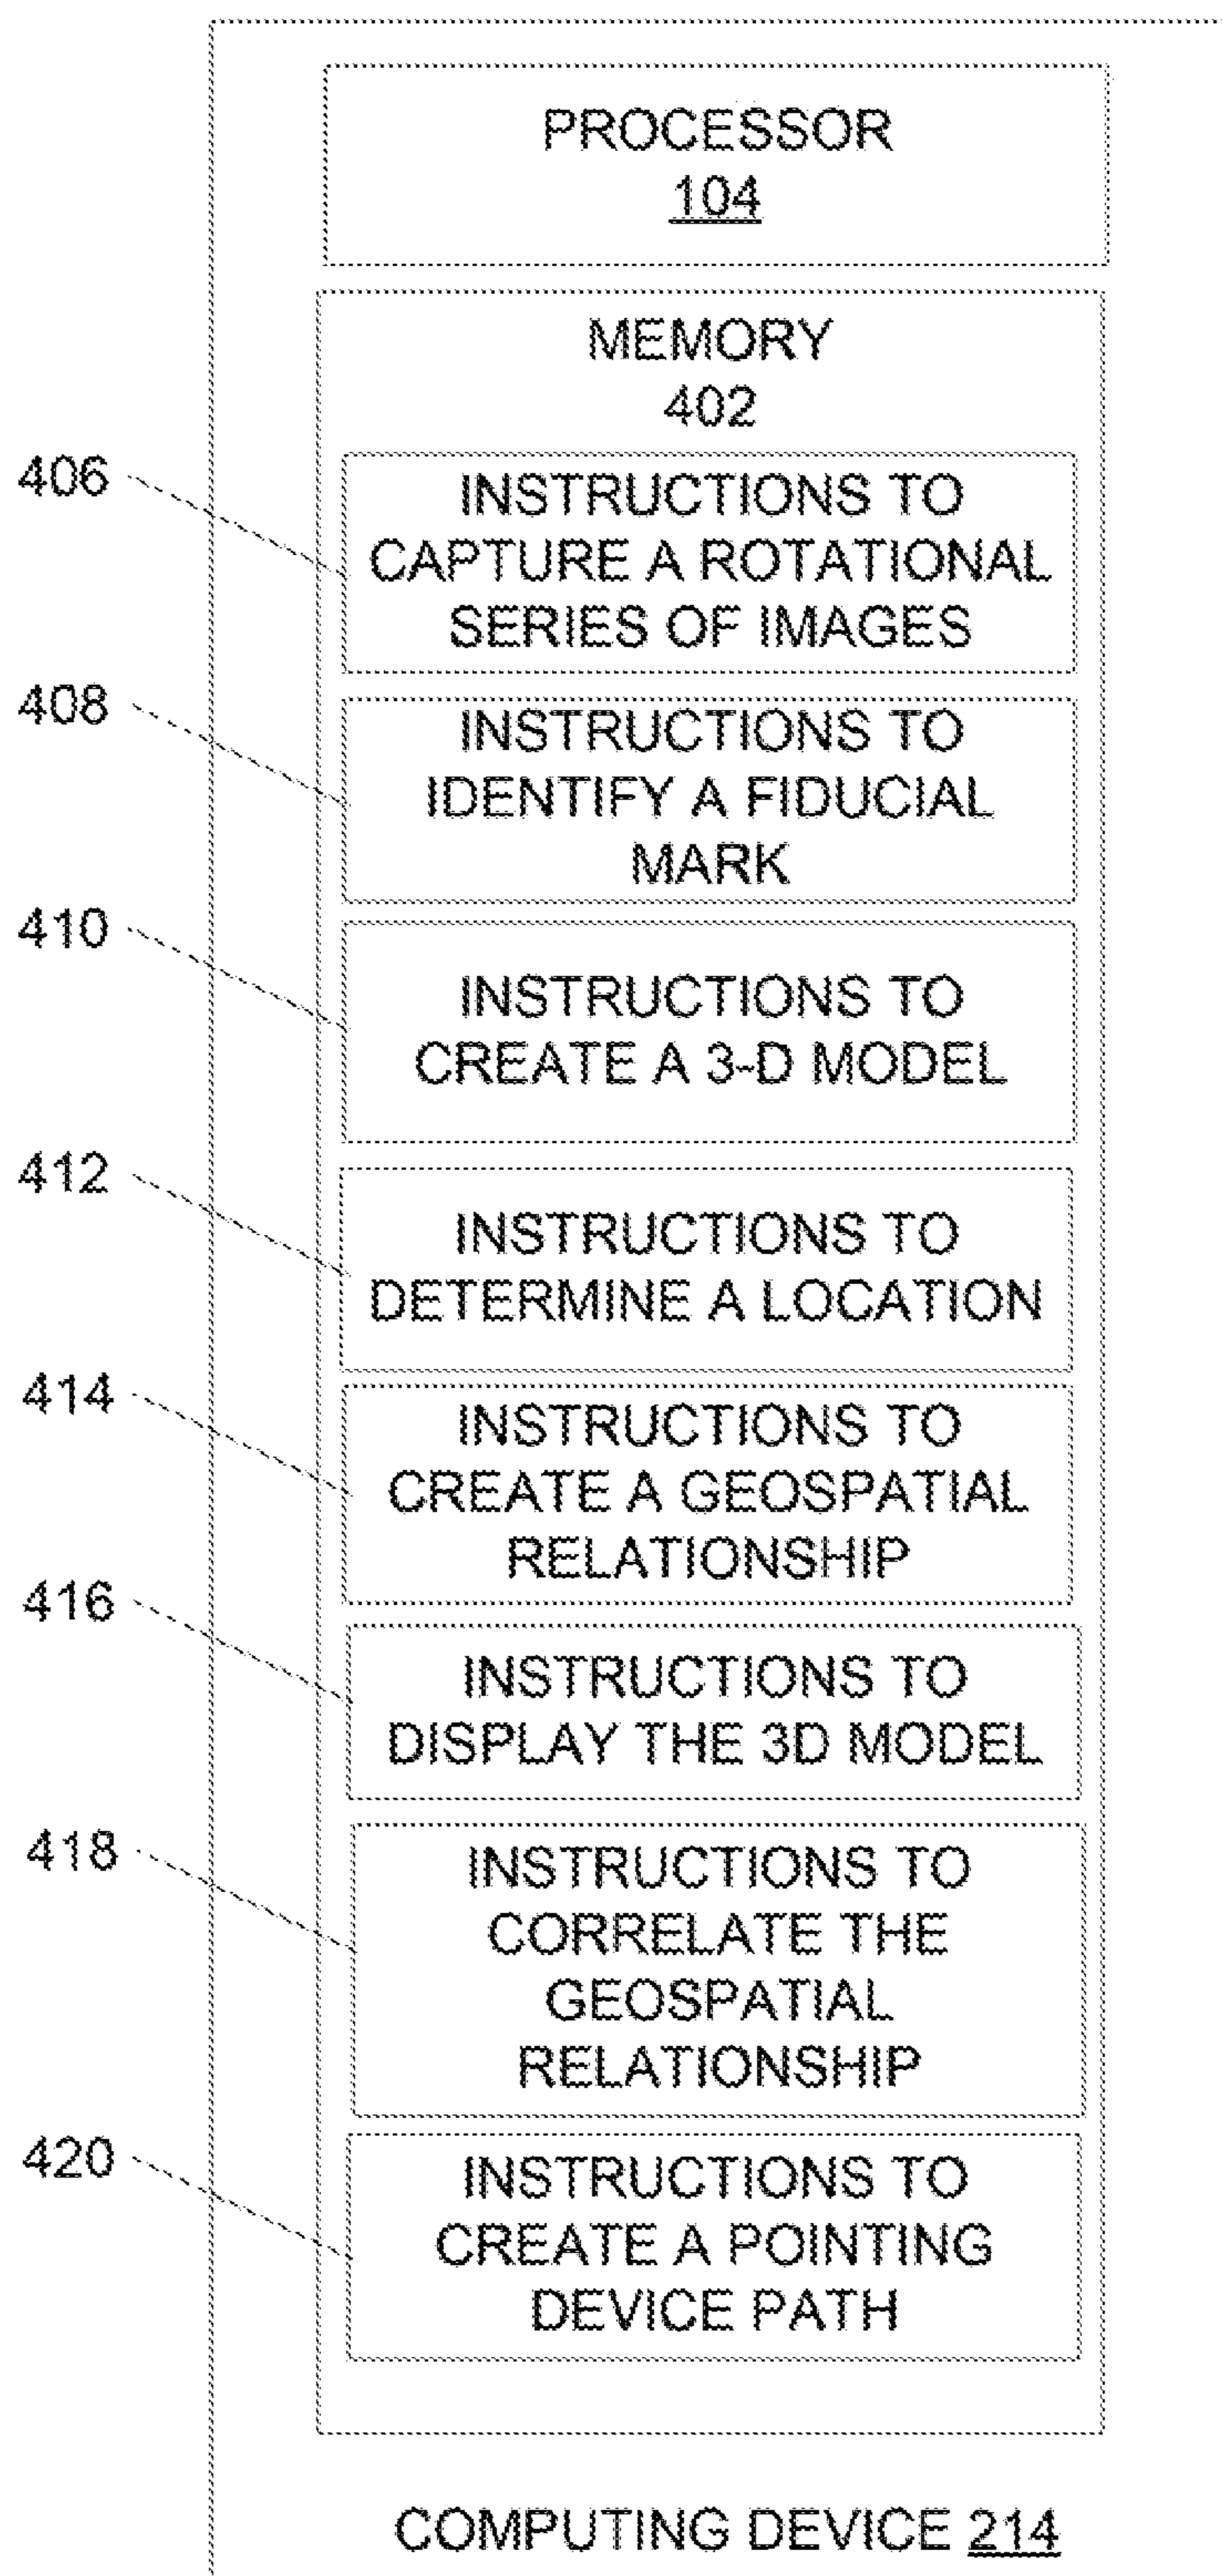 PROCESSOR
104
MEMORY
402
406
INSTRUCTIONS TO
CAPTURE A ROTATIONAL
SERIES OF IMAGES
408
INSTRUCTIONS TO
IDENTIFY A FIDUCIAL
MARK
410
INSTRUCTIONS TO
CREATE A 3-D MODEL
412
INSTRUCTIONS TO
DETERMINE A LOCATION
414
INSTRUCTIONS TO
CREATE A GEOSPATIAL
RELATIONSHIP
416
INSTRUCTIONS TO
DISPLAY THE 3D MODEL
418
INSTRUCTIONS TO
CORRELATE THE
GEOSPATIAL
RELATIONSHIP
420
INSTRUCTIONS TO
CREATE A POINTING
DEVICE PATH
COMPUTING DEVICE 214